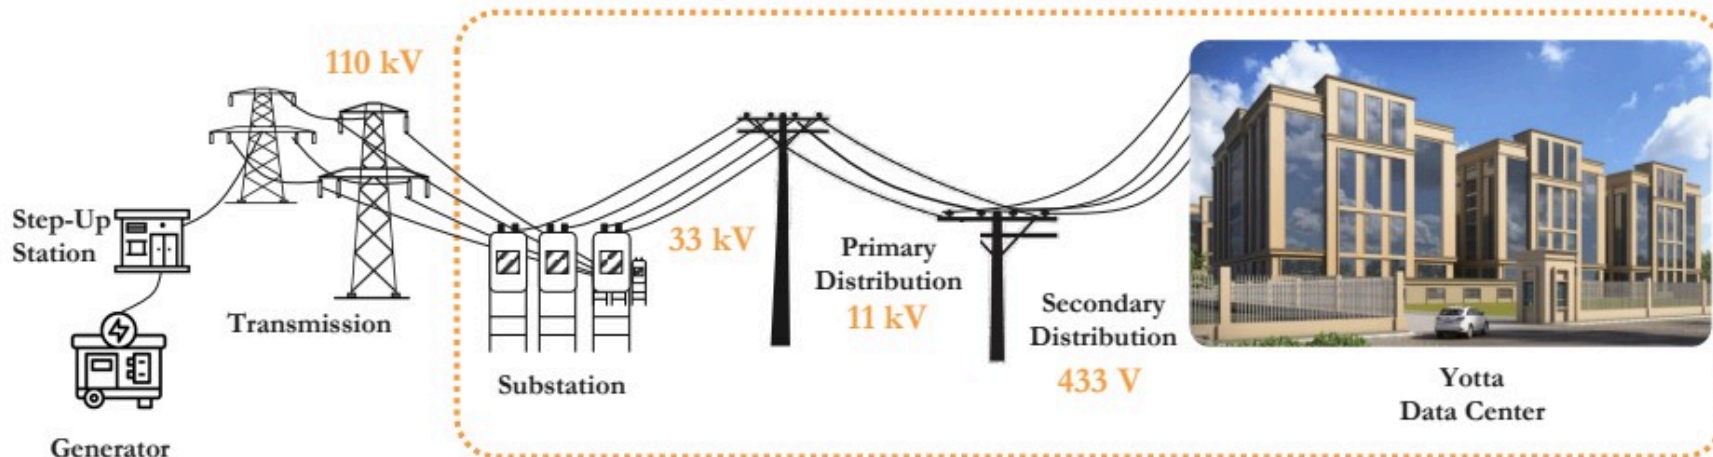 110 kV
Step-Up
Station
Generator
Transmission
Substation
33 kV
Primary
Distribution
11 kV
Secondary
Distribution
433 V
Yotta
Data Center